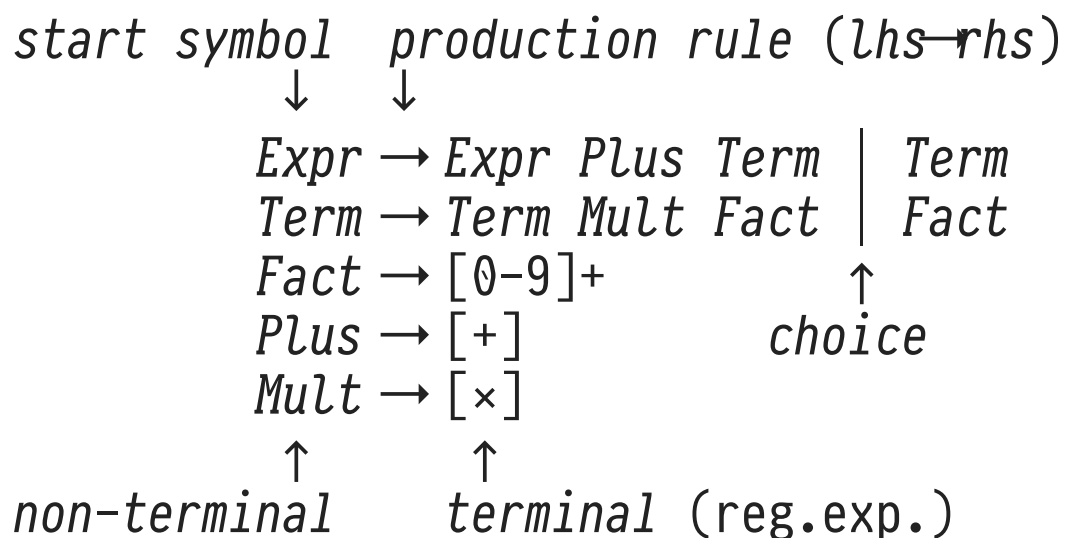 start symbol production rule (lhs→rhs)
↓ ↓
Expr → Expr Plus Term | Term
Term → Term Mult Fact | Fact
Fact → [0-9]+
Plus → [+] ↑
choice
Mult → [×]
↑ ↑
non-terminal terminal (reg.exp.)